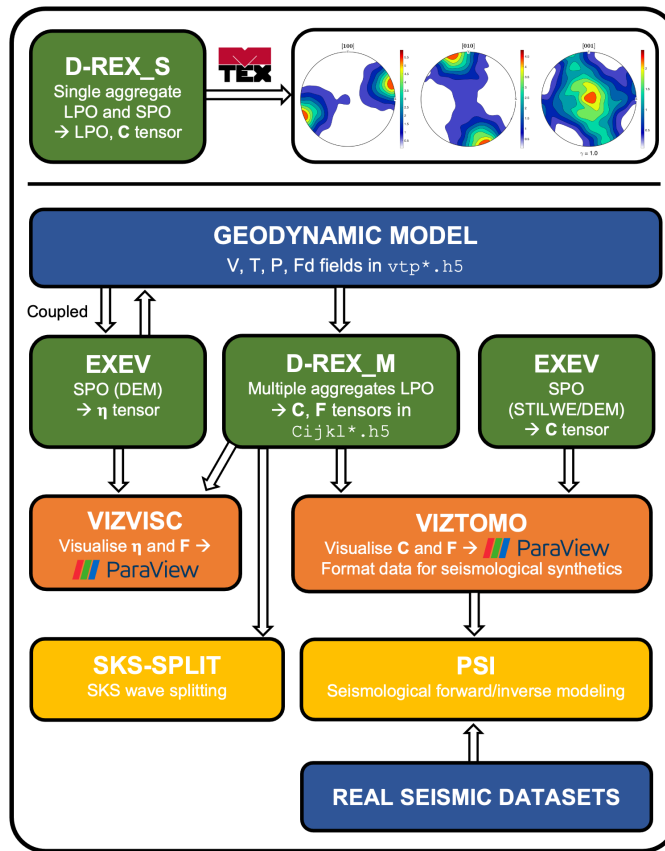 D-REX_S
Single aggregate
LPO and SPO
→ LPO, C tensor
M
TEX
[100]
[010]
[001]
γ = 1.0
GEODYNAMIC MODEL
V, T, P, Fd fields in vtp*.h5
Coupled
EXEV
SPO (DEM)
→ η tensor
D-REX_M
Multiple aggregates LPO
→ C, F tensors in
Cijkl*.h5
EXEV
SPO
(STILWE/DEM)
→ C tensor
VIZVISC
Visualise η and F →
ParaView
VIZTOMO
Visualise C and F → ParaView
Format data for seismological synthetics
SKS-SPLIT
SKS wave splitting
PSI
Seismological forward/inverse modeling
REAL SEISMIC DATASETS